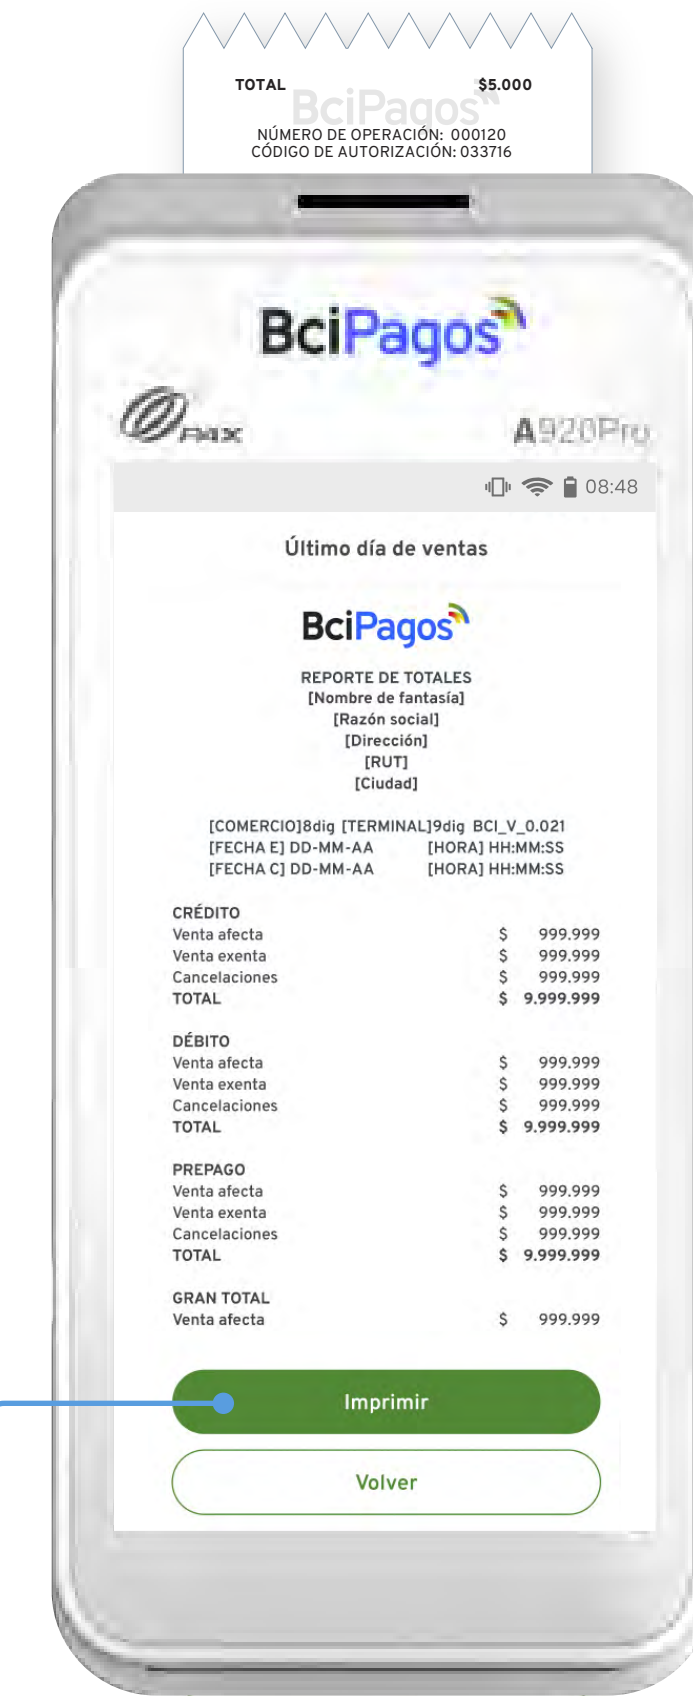 TOTAL $5.000
BciPagos
NÚMERO DE OPERACIÓN: 000120
CÓDIGO DE AUTORIZACIÓN: 033716
BciPagos
PAX A920Pro
08:48
Último día de ventas
BciPagos
REPORTE DE TOTALES
[Nombre de fantasía]
[Razón social]
[Dirección]
[RUT]
[Ciudad]
[COMERCIO]8dig [TERMINAL]9dig BCI_V_0.021
[FECHA E] DD-MM-AA [HORA] HH:MM:SS
[FECHA C] DD-MM-AA [HORA] HH:MM:SS
CRÉDITO
Venta afecta $ 999.999
Venta exenta $ 999.999
Cancelaciones $ 999.999
TOTAL $ 9.999.999
DÉBITO
Venta afecta $ 999.999
Venta exenta $ 999.999
Cancelaciones $ 999.999
TOTAL $ 9.999.999
PREPAGO
Venta afecta $ 999.999
Venta exenta $ 999.999
Cancelaciones $ 999.999
TOTAL $ 9.999.999
GRAN TOTAL
Venta afecta $ 999.999
Imprimir
Volver